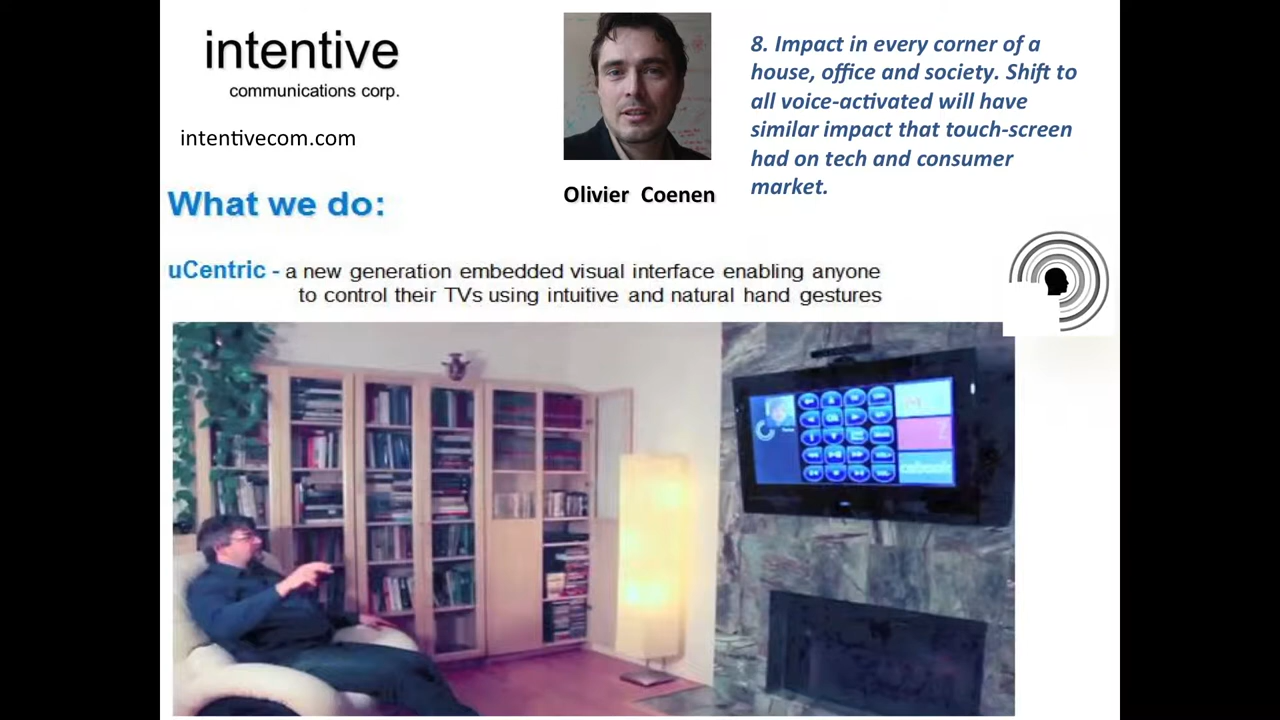 intentive
communications corp.
intentivecom.com
Olivier Coenen
8. Impact in every corner of a
house, office and society. Shift to
all voice-activated will have
similar impact that touch-screen
had on tech and consumer
market.
What we do:
uCentric - a new generation embedded visual interface enabling anyone
to control their TVs using intuitive and natural hand gestures